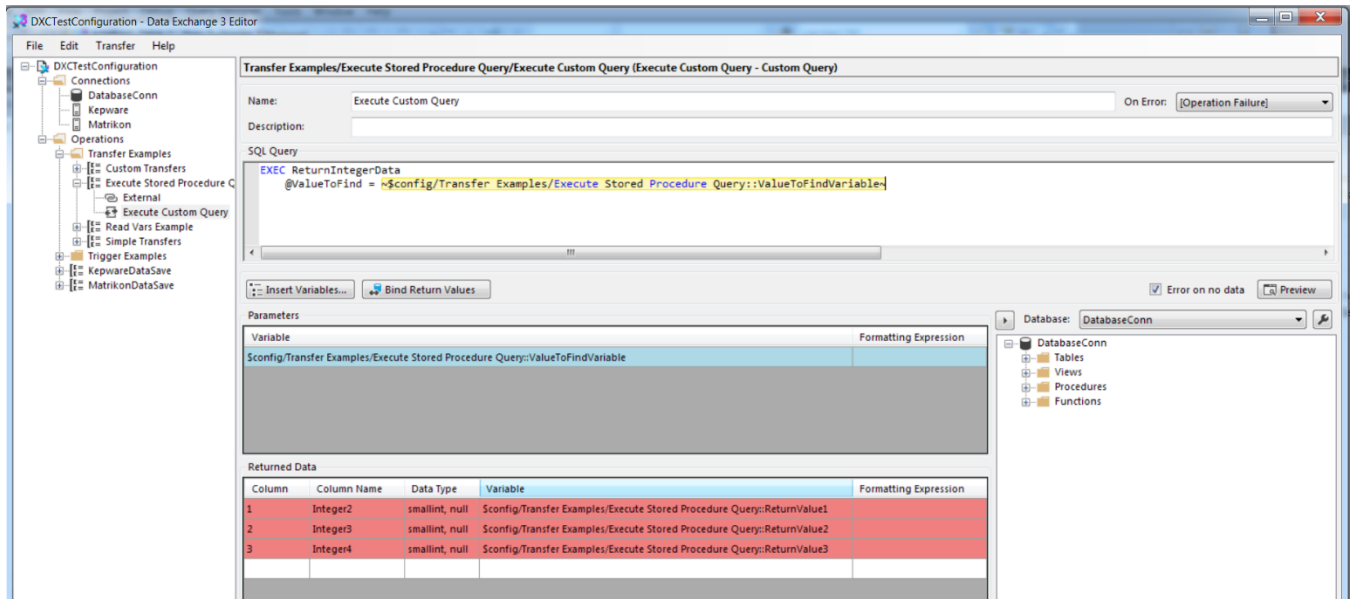 DXCTestConfiguration - Data Exchange 3 Editor
File Edit Transfer Help
DXCTestConfiguration
Connections
DatabaseConn
Kepware
Matrikon
Operations
Transfer Examples
Custom Transfers
Execute Stored Procedure Q
External
Execute Custom Query
Read Vars Example
Simple Transfers
Trigger Examples
KepwareDataSave
MatrikonDataSave
Transfer Examples/Execute Stored Procedure Query/Execute Custom Query (Execute Custom Query - Custom Query)
Name: Execute Custom Query On Error: [Operation Failure]
Description:
SQL Query
EXEC ReturnIntegerData
@ValueToFind = ~$config/Transfer Examples/Execute Stored Procedure Query::ValueToFindVariable~
Insert Variables... Bind Return Values Error on no data Preview
Parameters
Variable Formatting Expression
$config/Transfer Examples/Execute Stored Procedure Query::ValueToFindVariable
Returned Data
Column Column Name Data Type Variable Formatting Expression
1 Integer2 smallint, null $config/Transfer Examples/Execute Stored Procedure Query::ReturnValue1
2 Integer3 smallint, null $config/Transfer Examples/Execute Stored Procedure Query::ReturnValue2
3 Integer4 smallint, null $config/Transfer Examples/Execute Stored Procedure Query::ReturnValue3
Database: DatabaseConn
DatabaseConn
Tables
Views
Procedures
Functions